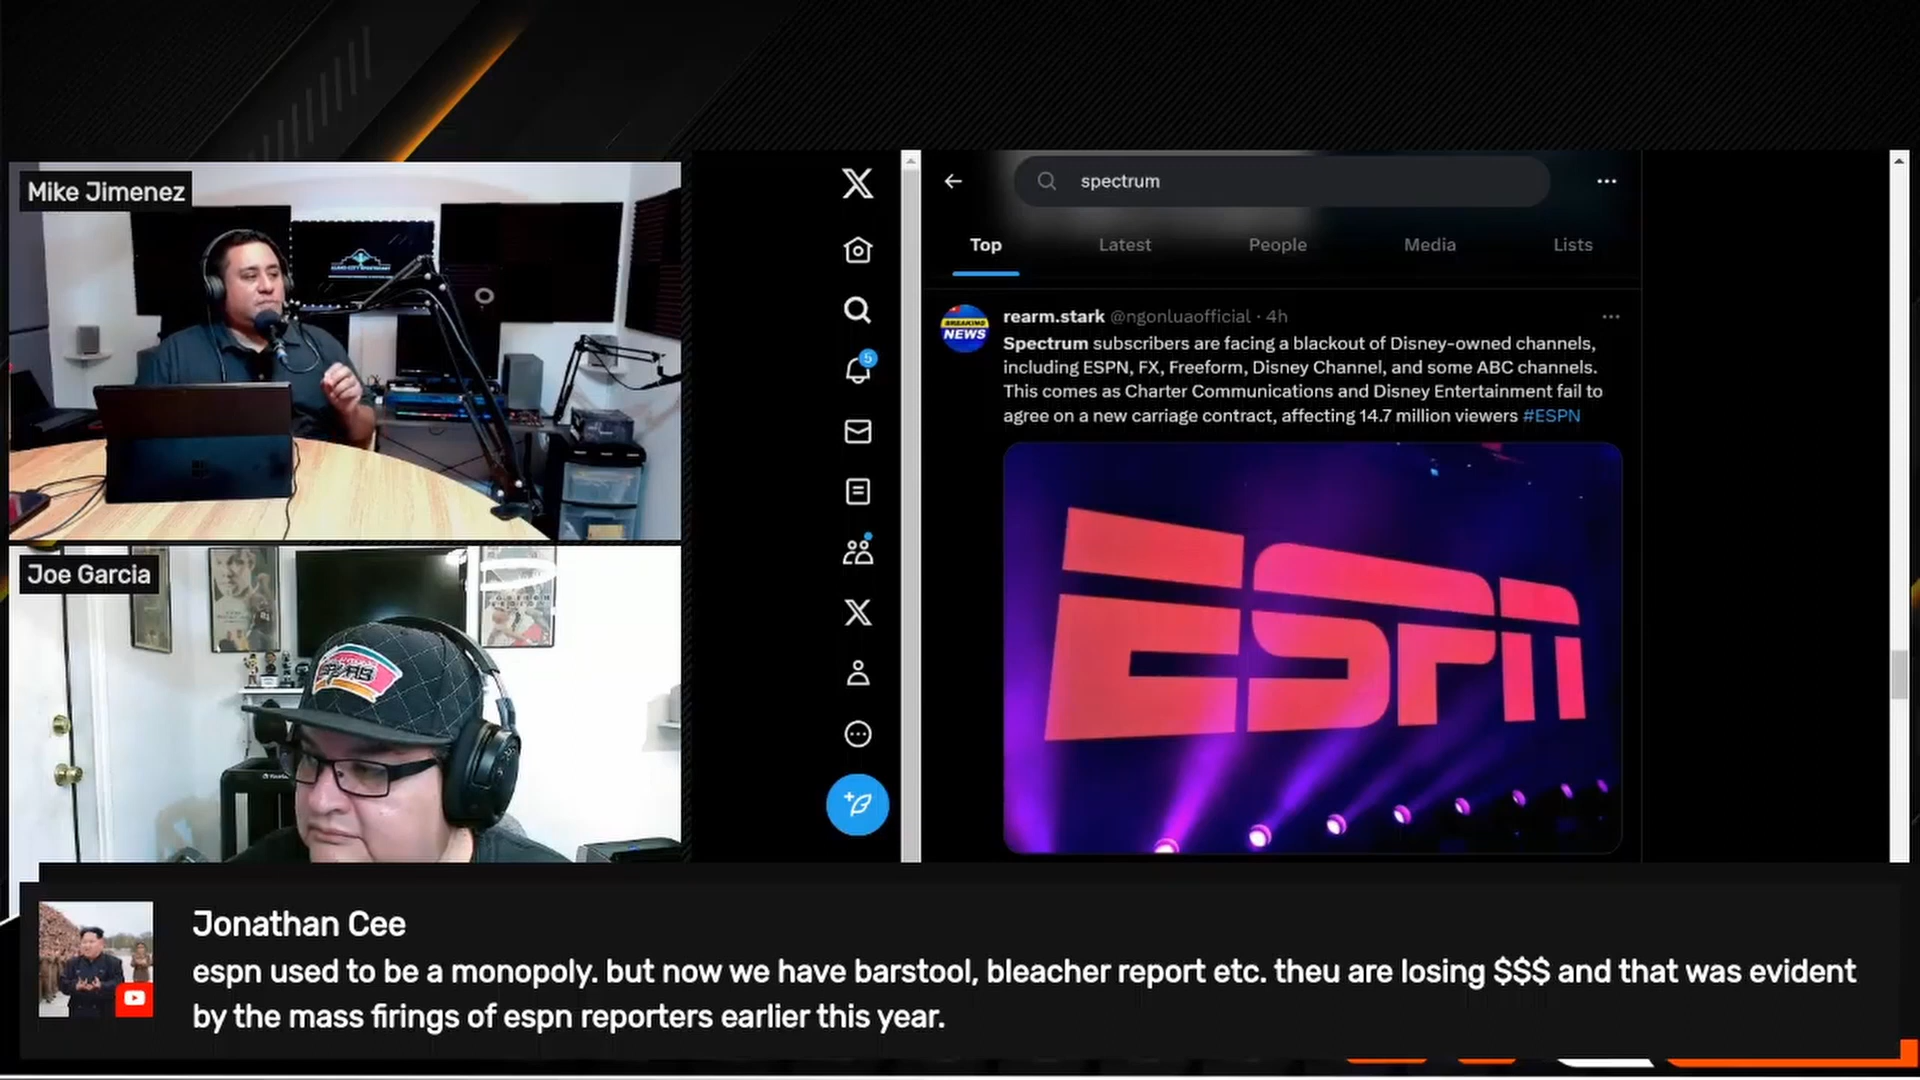 Mike Jimenez
Joe Garcia
spectrum
Top
Latest
People
Media
Lists
5
BREAKING
NEWS
rearm.stark @ngonluaofficial · 4h
Spectrum subscribers are facing a blackout of Disney-owned channels,
including ESPN, FX, Freeform, Disney Channel, and some ABC channels.
This comes as Charter Communications and Disney Entertainment fail to
agree on a new carriage contract, affecting 14.7 million viewers #ESPN
ESPN
Jonathan Cee
espn used to be a monopoly. but now we have barstool, bleacher report etc. theu are losing $$$ and that was evident
by the mass firings of espn reporters earlier this year.